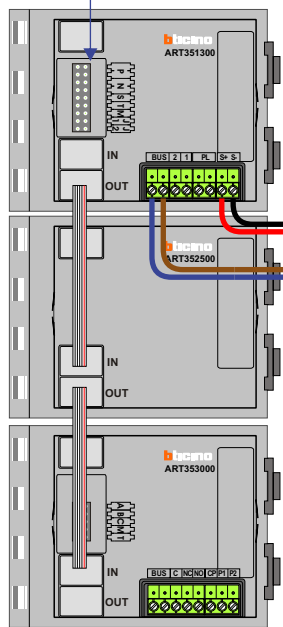 bticino
ART351300
P
N
S
T
M
J
1
2
IN
OUT
BUS 2 1 PL S+ S-
bticino
ART352500
IN
OUT
bticino
ART353000
A
B
C
M
T
IN
OUT
BUS C NC NO CP P1 P2